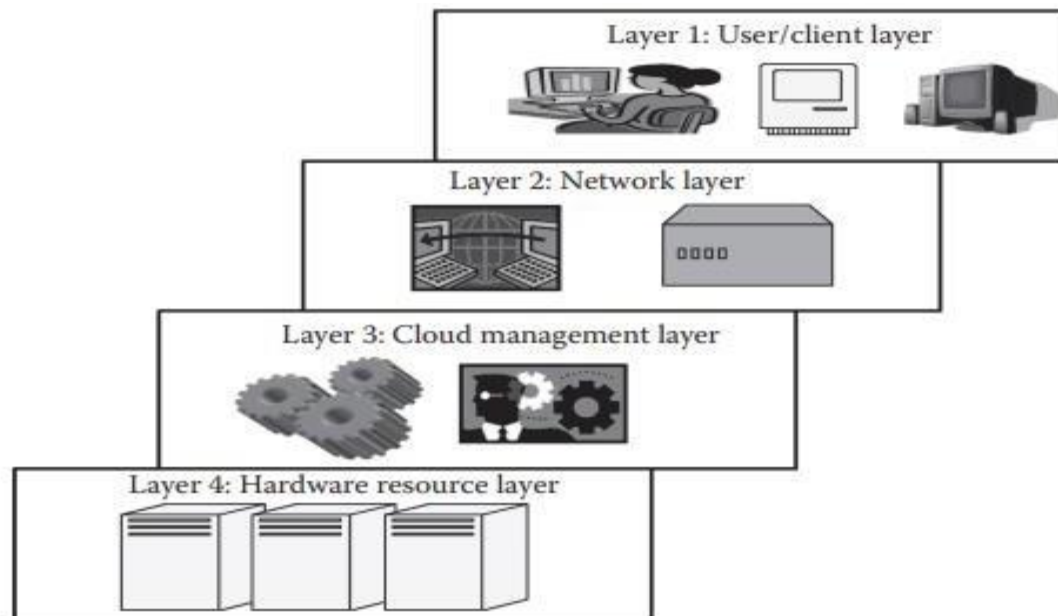 Layer 1: User/client layer
Layer 2: Network layer
Layer 3: Cloud management layer
Layer 4: Hardware resource layer